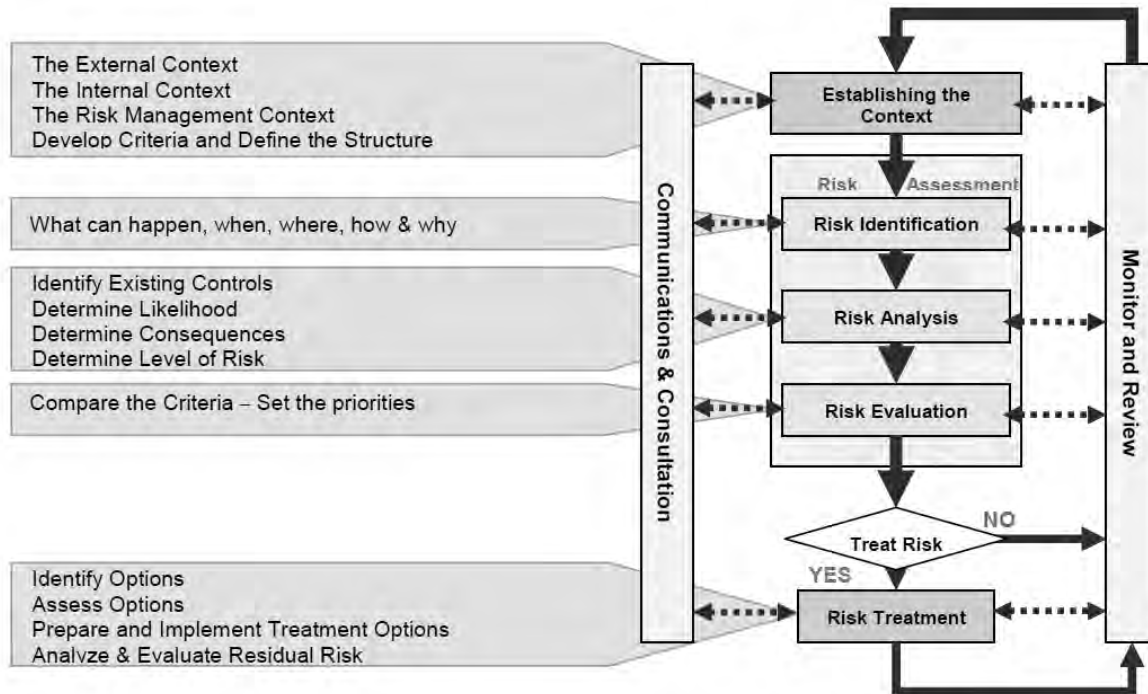 The External Context
The Internal Context
The Risk Management Context
Develop Criteria and Define the Structure
What can happen, when, where, how & why
Identify Existing Controls
Determine Likelihood
Determine Consequences
Determine Level of Risk
Compare the Criteria – Set the priorities
Identify Options
Assess Options
Prepare and Implement Treatment Options
Analyze & Evaluate Residual Risk
Communications & Consultation
Establishing the
Context
Risk Assessment
Risk Identification
Risk Analysis
Risk Evaluation
Treat Risk
NO
YES
Risk Treatment
Monitor and Review